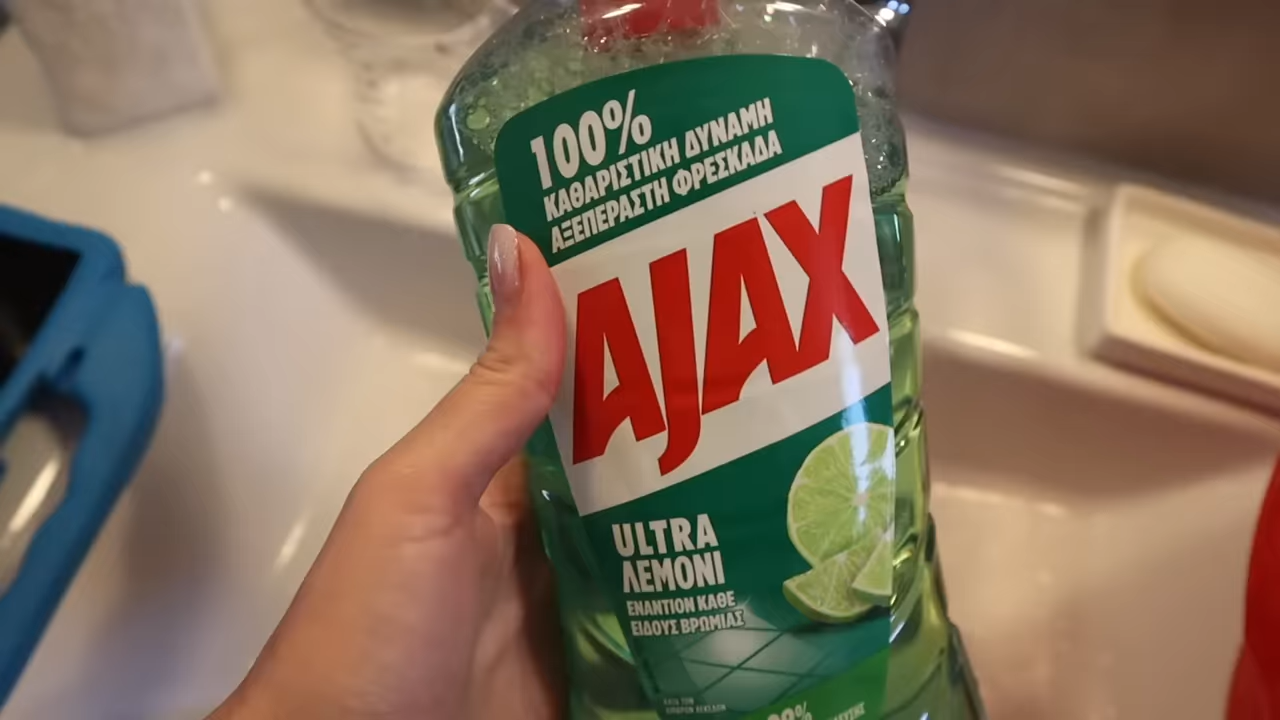 100%
ΚΑΘΑΡΙΣΤΙΚΗ ΔΥΝΑΜΗ
ΑΞΕΠΕΡΑΣΤΗ ΦΡΕΣΚΑΔΑ
AJAX
ULTRA
ΛΕΜΟΝΙ
ΕΝΑΝΤΙΟΝ ΚΑΘΕ
ΕΙΔΟΥΣ ΒΡΩΜΙΑΣ